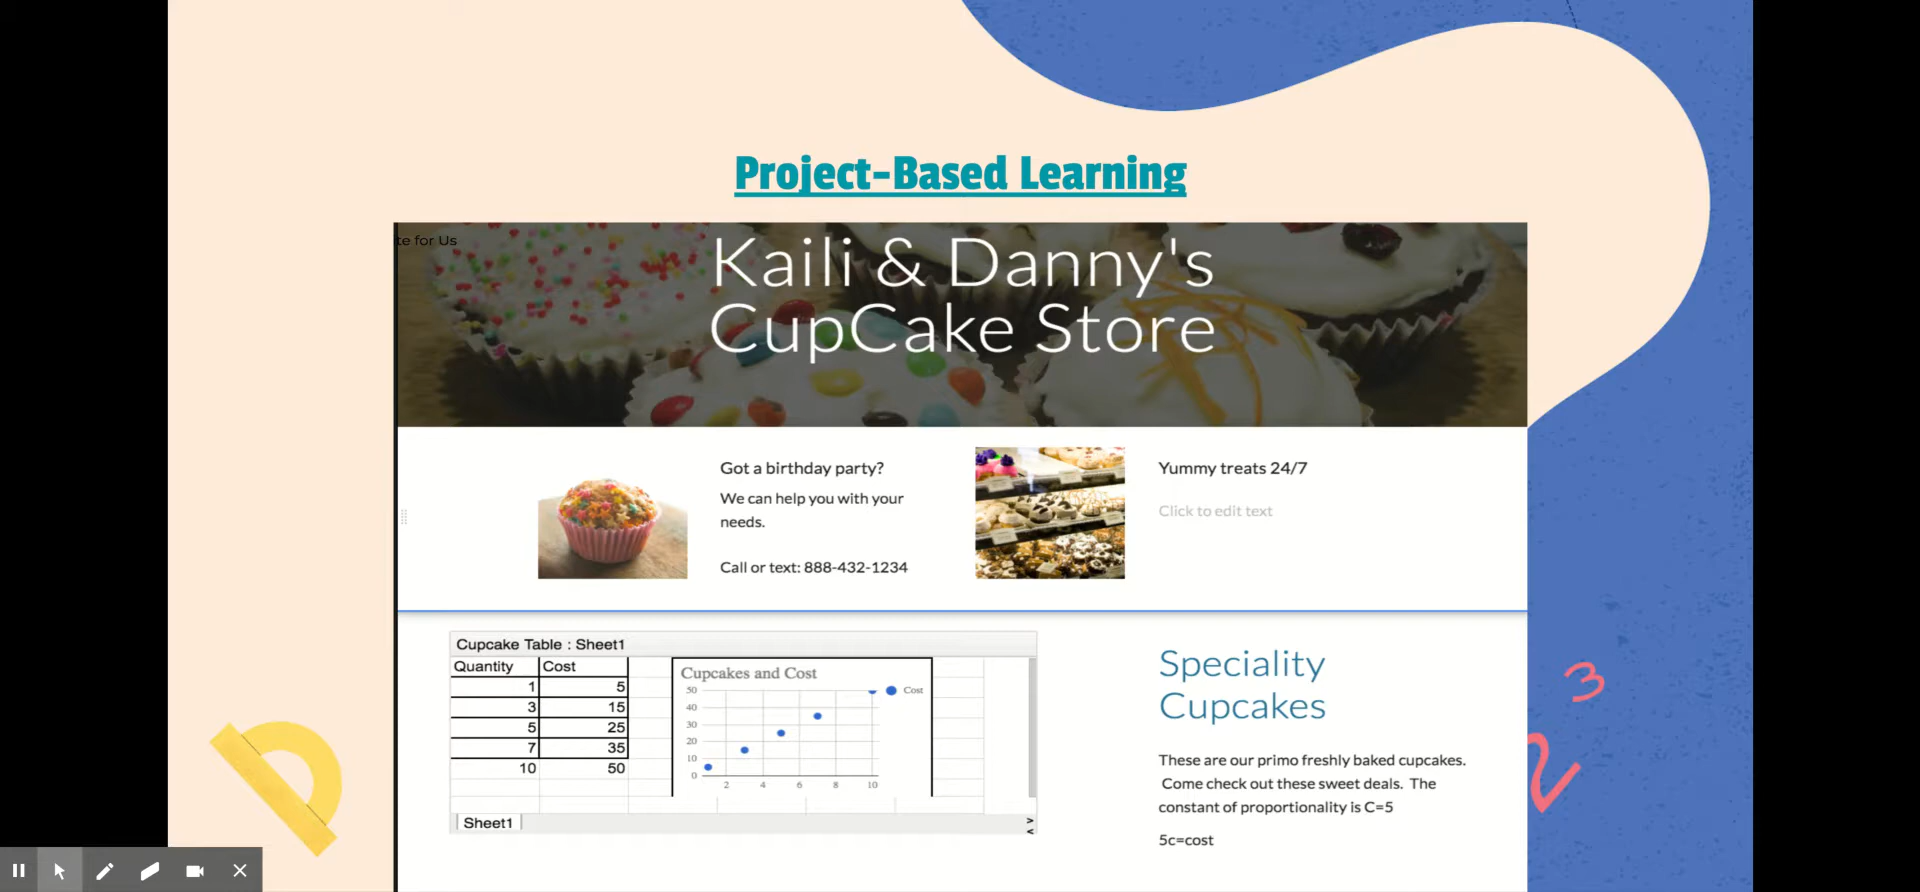 Project-Based Learning
te for Us
Kaili & Danny's
CupCake Store
Got a birthday party?
We can help you with your
needs.
Call or text: 888-432-1234
Yummy treats 24/7
Click to edit text
Cupcake Table : Sheet1
Quantity Cost
1 5
3 15
5 25
7 35
10 50
Cupcakes and Cost
50
40
30
20
10
0
2 4 6 8 10
Cost
Sheet1
>
<
Speciality
Cupcakes
These are our primo freshly baked cupcakes.
Come check out these sweet deals. The
constant of proportionality is C=5
5c=cost
3
2